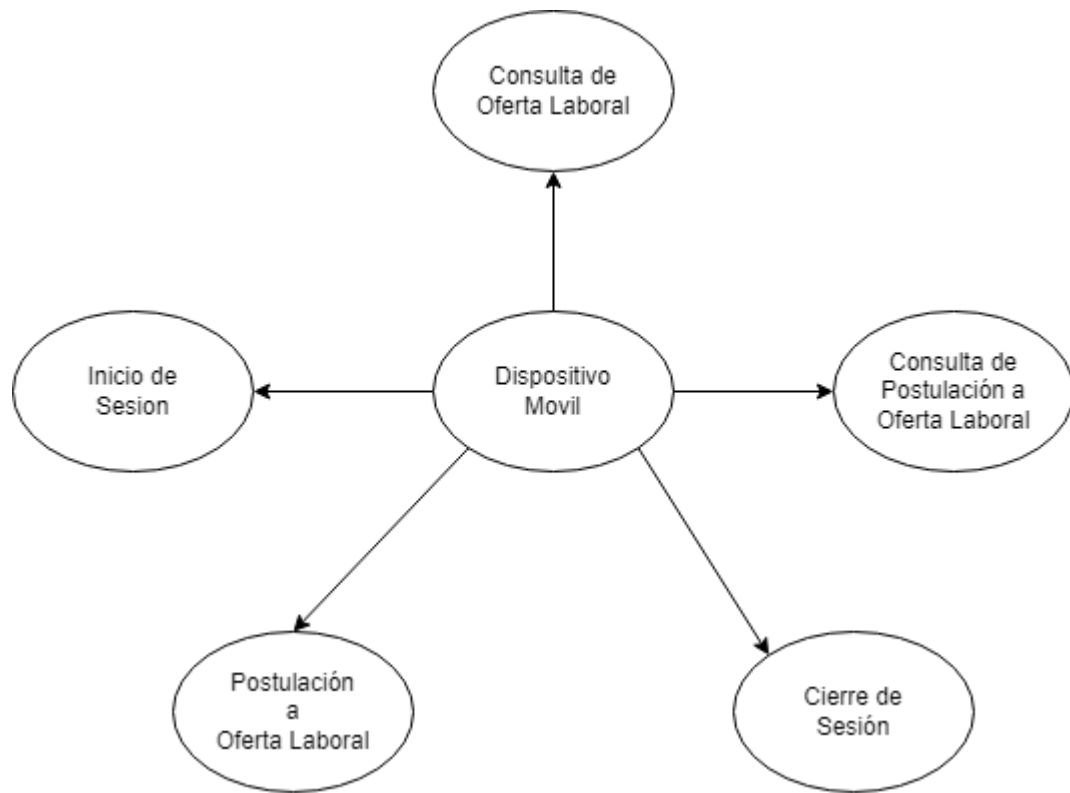 Consulta de
Oferta Laboral
Inicio de
Sesion
Dispositivo
Movil
Consulta de
Postulación a
Oferta Laboral
Postulación
a
Oferta Laboral
Cierre de
Sesión